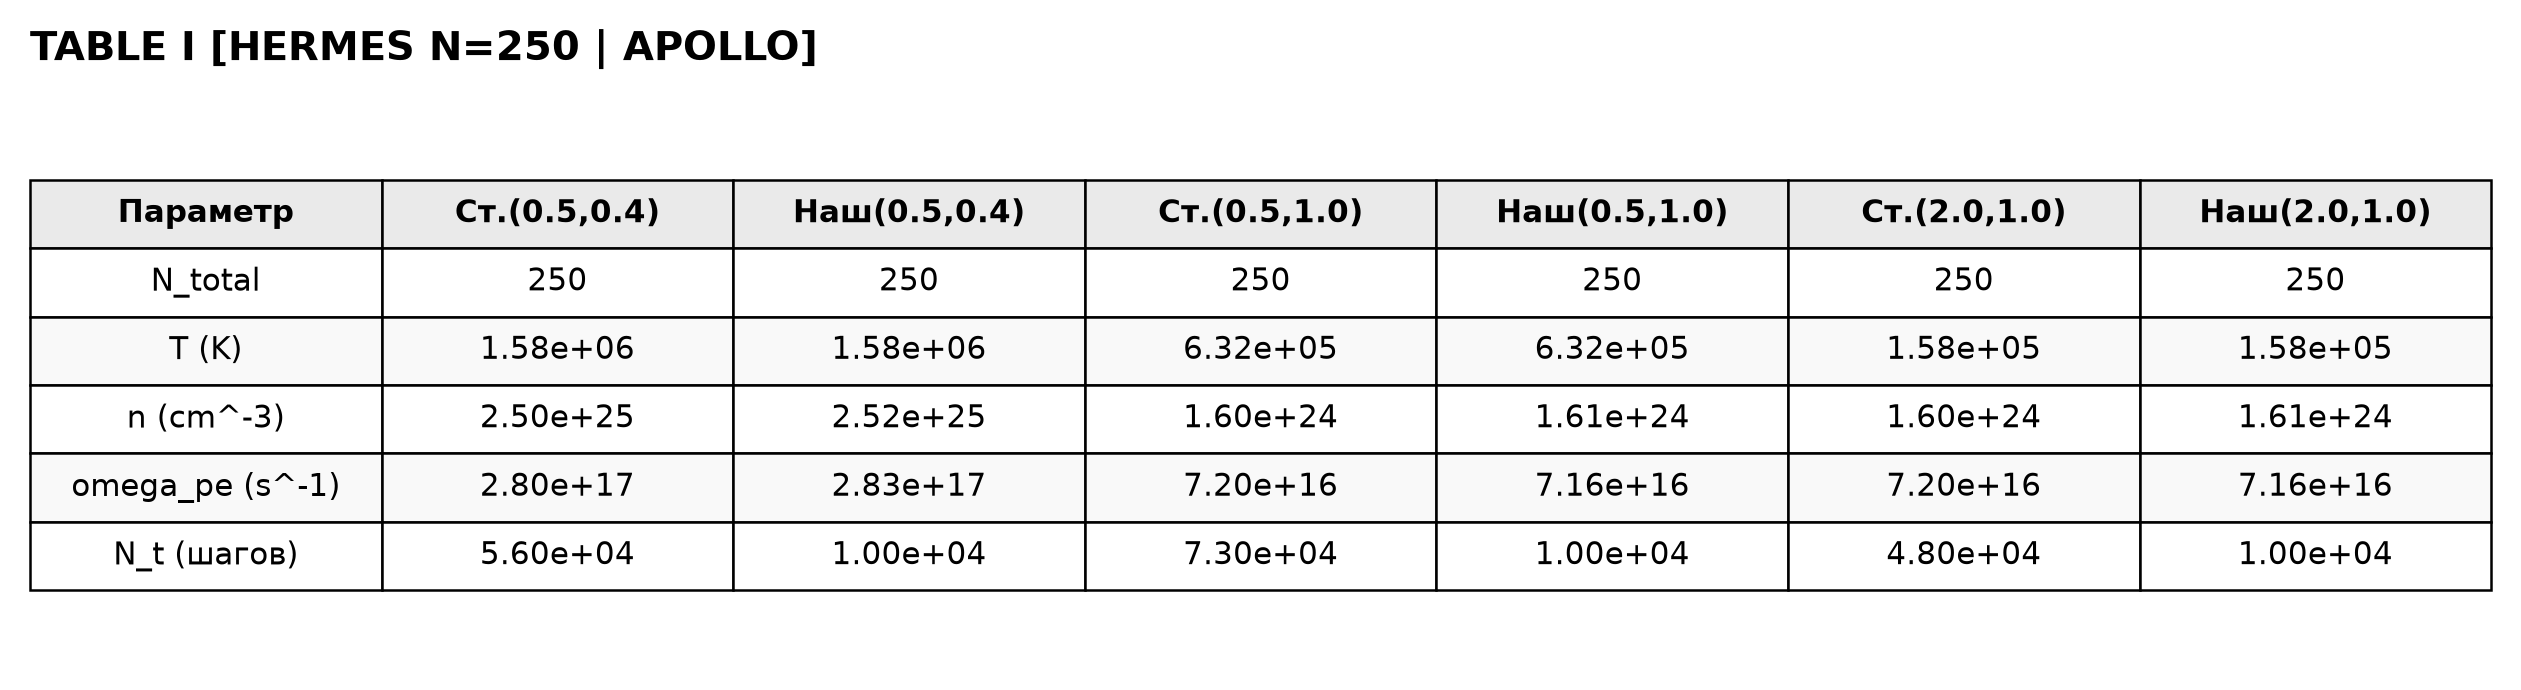 TABLE I [HERMES N=250 | APOLLO]
Параметр Ст.(0.5,0.4) Наш(0.5,0.4) Ст.(0.5,1.0) Наш(0.5,1.0) Ст.(2.0,1.0) Наш(2.0,1.0)
N_total 250 250 250 250 250 250
T (K) 1.58e+06 1.58e+06 6.32e+05 6.32e+05 1.58e+05 1.58e+05
n (cm^-3) 2.50e+25 2.52e+25 1.60e+24 1.61e+24 1.60e+24 1.61e+24
omega_pe (s^-1) 2.80e+17 2.83e+17 7.20e+16 7.16e+16 7.20e+16 7.16e+16
N_t (шагов) 5.60e+04 1.00e+04 7.30e+04 1.00e+04 4.80e+04 1.00e+04